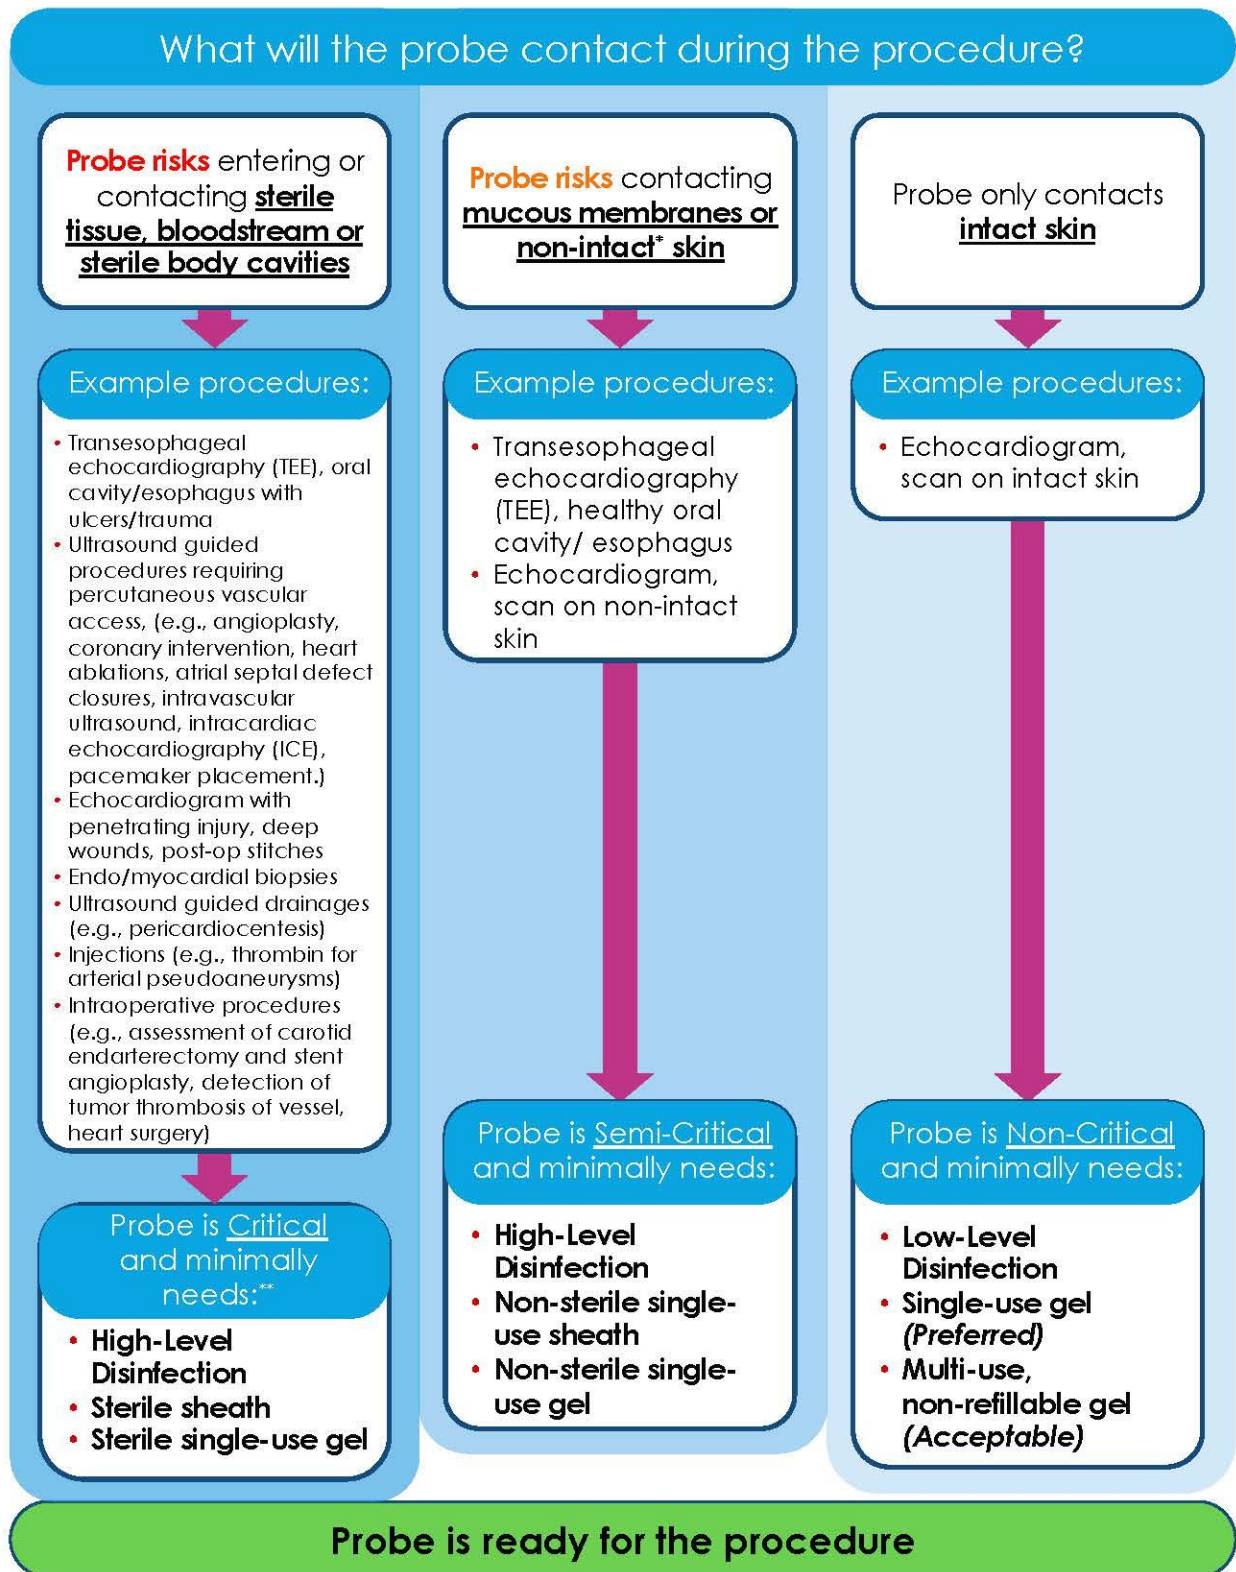 What will the probe contact during the procedure?
Probe risks entering or
contacting sterile
tissue, bloodstream or
sterile body cavities
Example procedures:
• Transesophageal
echocardiography (TEE), oral
cavity/esophagus with
ulcers/trauma
• Ultrasound guided
procedures requiring
percutaneous vascular
access, (e.g., angioplasty,
coronary intervention, heart
ablations, atrial septal defect
closures, intravascular
ultrasound, intracardiac
echocardiography (ICE),
pacemaker placement.)
• Echocardiogram with
penetrating injury, deep
wounds, post-op stitches
• Endo/myocardial biopsies
• Ultrasound guided drainages
(e.g., pericardiocentesis)
• Injections (e.g., thrombin for
arterial pseudoaneurysms)
• Intraoperative procedures
(e.g., assessment of carotid
endarterectomy and stent
angioplasty, detection of
tumor thrombosis of vessel,
heart surgery)
Probe is Critical
and minimally
needs:**
• High-Level
Disinfection
• Sterile sheath
• Sterile single-use gel
Probe risks contacting
mucous membranes or
non-intact* skin
Example procedures:
• Transesophageal
echocardiography
(TEE), healthy oral
cavity/ esophagus
• Echocardiogram,
scan on non-intact
skin
Probe is Semi-Critical
and minimally needs:
• High-Level
Disinfection
• Non-sterile single-
use sheath
• Non-sterile single-
use gel
Probe only contacts
intact skin
Example procedures:
• Echocardiogram,
scan on intact skin
Probe is Non-Critical
and minimally needs:
• Low-Level
Disinfection
• Single-use gel
(Preferred)
• Multi-use,
non-refillable gel
(Acceptable)
Probe is ready for the procedure